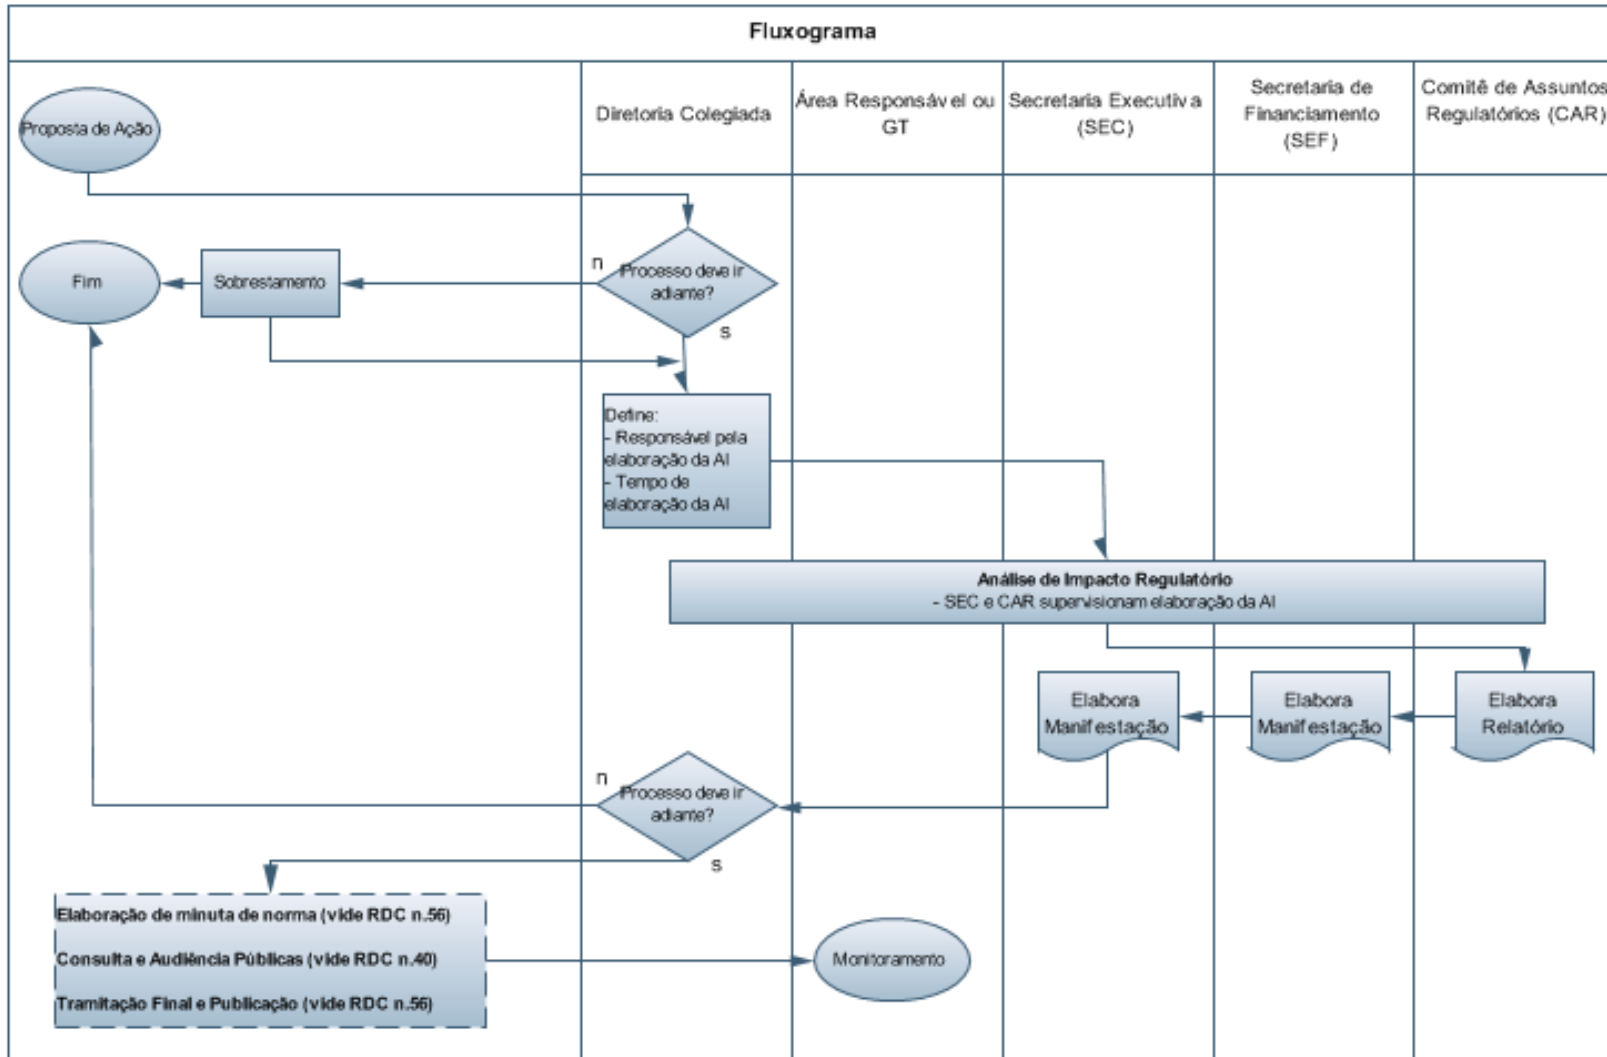 Fluxograma
Diretoria Colegiada
Área Responsável ou
GT
Secretaria Executiva
(SEC)
Secretaria de
Financiamento
(SEF)
Comitê de Assuntos
Regulatórios (CAR)
Proposta de Ação
Processo deve ir
adiante?
n
s
Sobrestamento
Fim
Define:
- Responsável pela
elaboração da AI
- Tempo de
elaboração da AI
Análise de Impacto Regulatório
- SEC e CAR supervisionam elaboração da AI
Elabora
Manifestação
Elabora
Manifestação
Elabora
Relatório
n
Processo deve ir
adiante?
s
Elaboração de minuta de norma (vide RDC n.56)
Consulta e Audiência Públicas (vide RDC n.40)
Tramitação Final e Publicação (vide RDC n.56)
Monitoramento